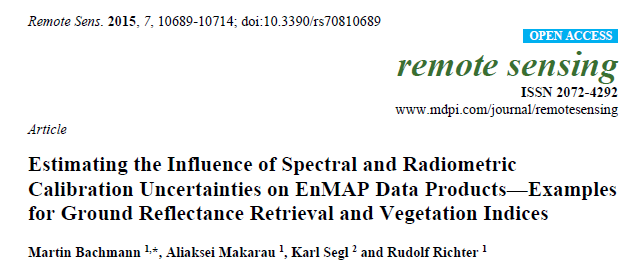 Remote Sens. 2015, 7, 10689-10714; doi:10.3390/rs70810689
OPEN ACCESS
remote sensing
ISSN 2072-4292
www.mdpi.com/journal/remotesensing
Article
Estimating the Influence of Spectral and Radiometric
Calibration Uncertainties on EnMAP Data Products—Examples
for Ground Reflectance Retrieval and Vegetation Indices
Martin Bachmann 1,*, Aliaksei Makarau 1, Karl Segl 2 and Rudolf Richter 1